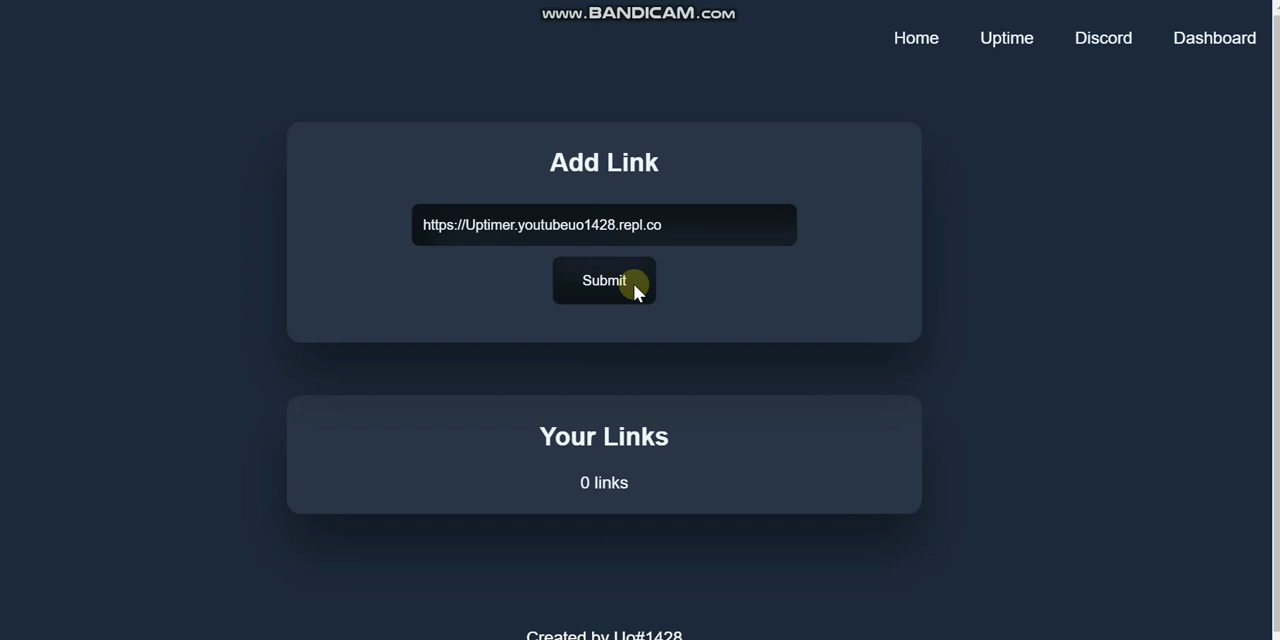 www.BANDICAM.com
Home Uptime Discord Dashboard
Add Link
https://Uptimer.youtubeuo1428.repl.co
Submit
Your Links
0 links
Created by Uo#1428